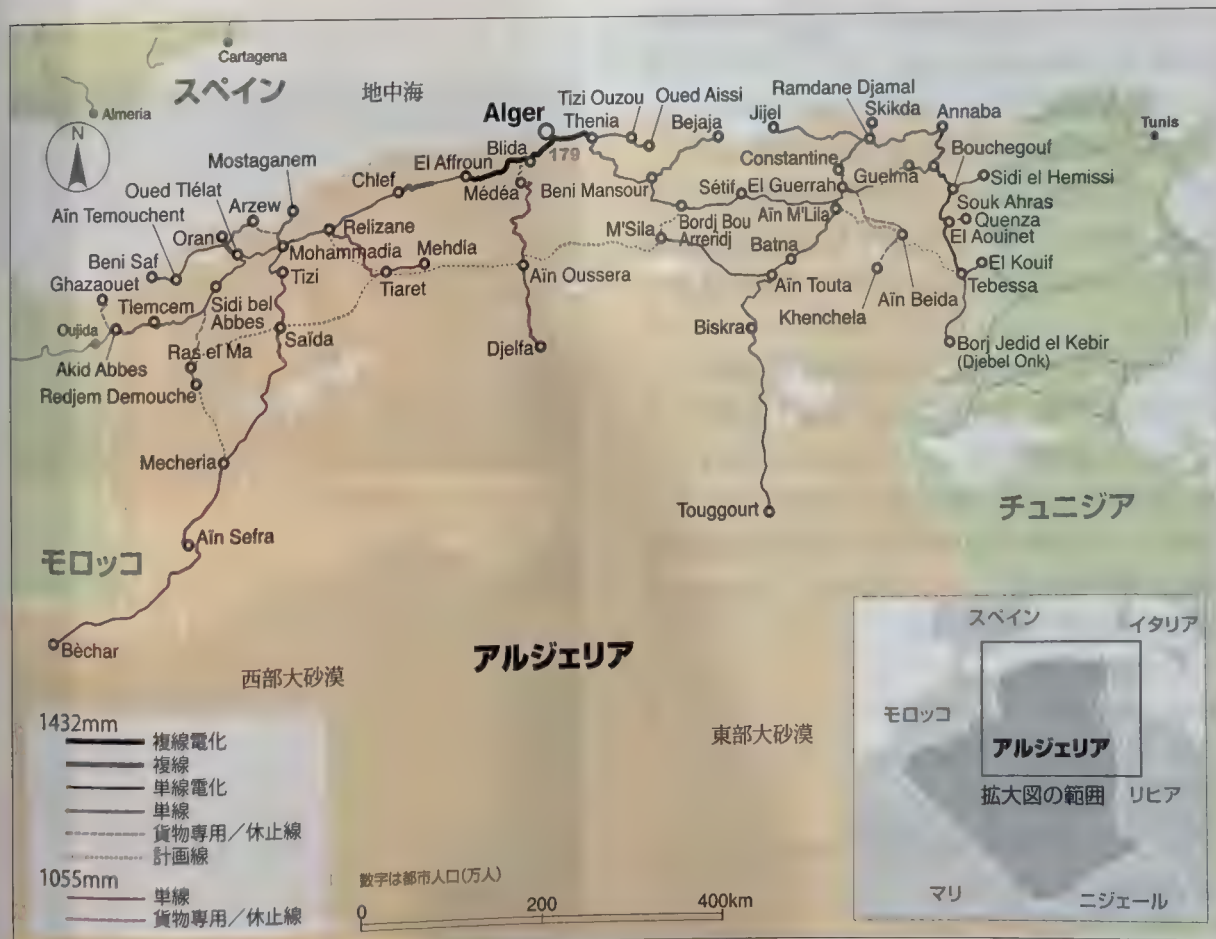 Cartagena
スペイン
地中海
Almeria
N
Alger
179
Tizi Ouzou
Oued Aissi
Thenia
Bejaja
Jijel
Ramdane Djamal
Skikda
Annaba
Tunis
Mostaganem
Blida
El Affroun
Chlef
Médéa
Beni Mansour
Constantine
Bouchegouf
Guelma
Sidi el Hemissi
Sétif
El Guerrah
Souk Ahras
Quenza
El Aouinet
Oued Tlélat
Arzew
Aïn Temouchent
Oran
Relizane
Mohammadia
Mehdia
M'Sila
Bordj Bou
Arreridj
Aïn M'Lila
Batna
El Kouif
Tebessa
Beni Saf
Ghazaouet
Tizi
Tiaret
Aïn Oussera
Aïn Touta
Aïn Beida
Khenchela
Tlemcem
Sidi bel
Abbes
Oujida
Saïda
Djelfa
Biskra
Borj Jedid el Kebir
(Djebel Onk)
Akid Abbes
Ras el Ma
Redjem Demouche
Mecheria
Touggourt
チュニジア
Aïn Sefra
モロッコ
Bèchar
アルジェリア
西部大砂漠
東部大砂漠
1432mm
複線電化
複線
単線電化
単線
貨物専用/休止線
計画線
1055mm
単線
貨物専用/休止線
数字は都市人口(万人)
0
200
400km
スペイン
イタリア
モロッコ
アルジェリア
拡大図の範囲
リビア
マリ
ニジェール